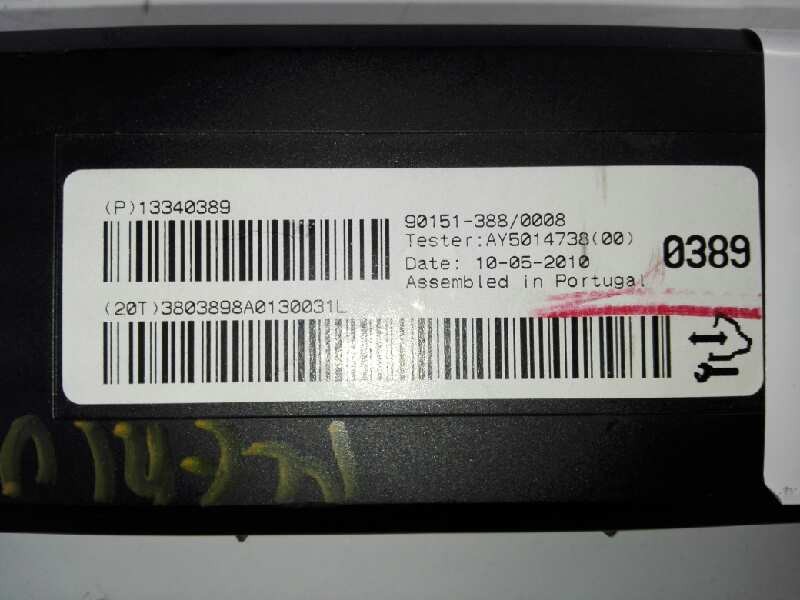 (P)13340389
90151-388/0008
Tester:AY5014738(00)
0389
Date: 10-05-2010
Assembled in Portugal
(20T)3803898A0130031L